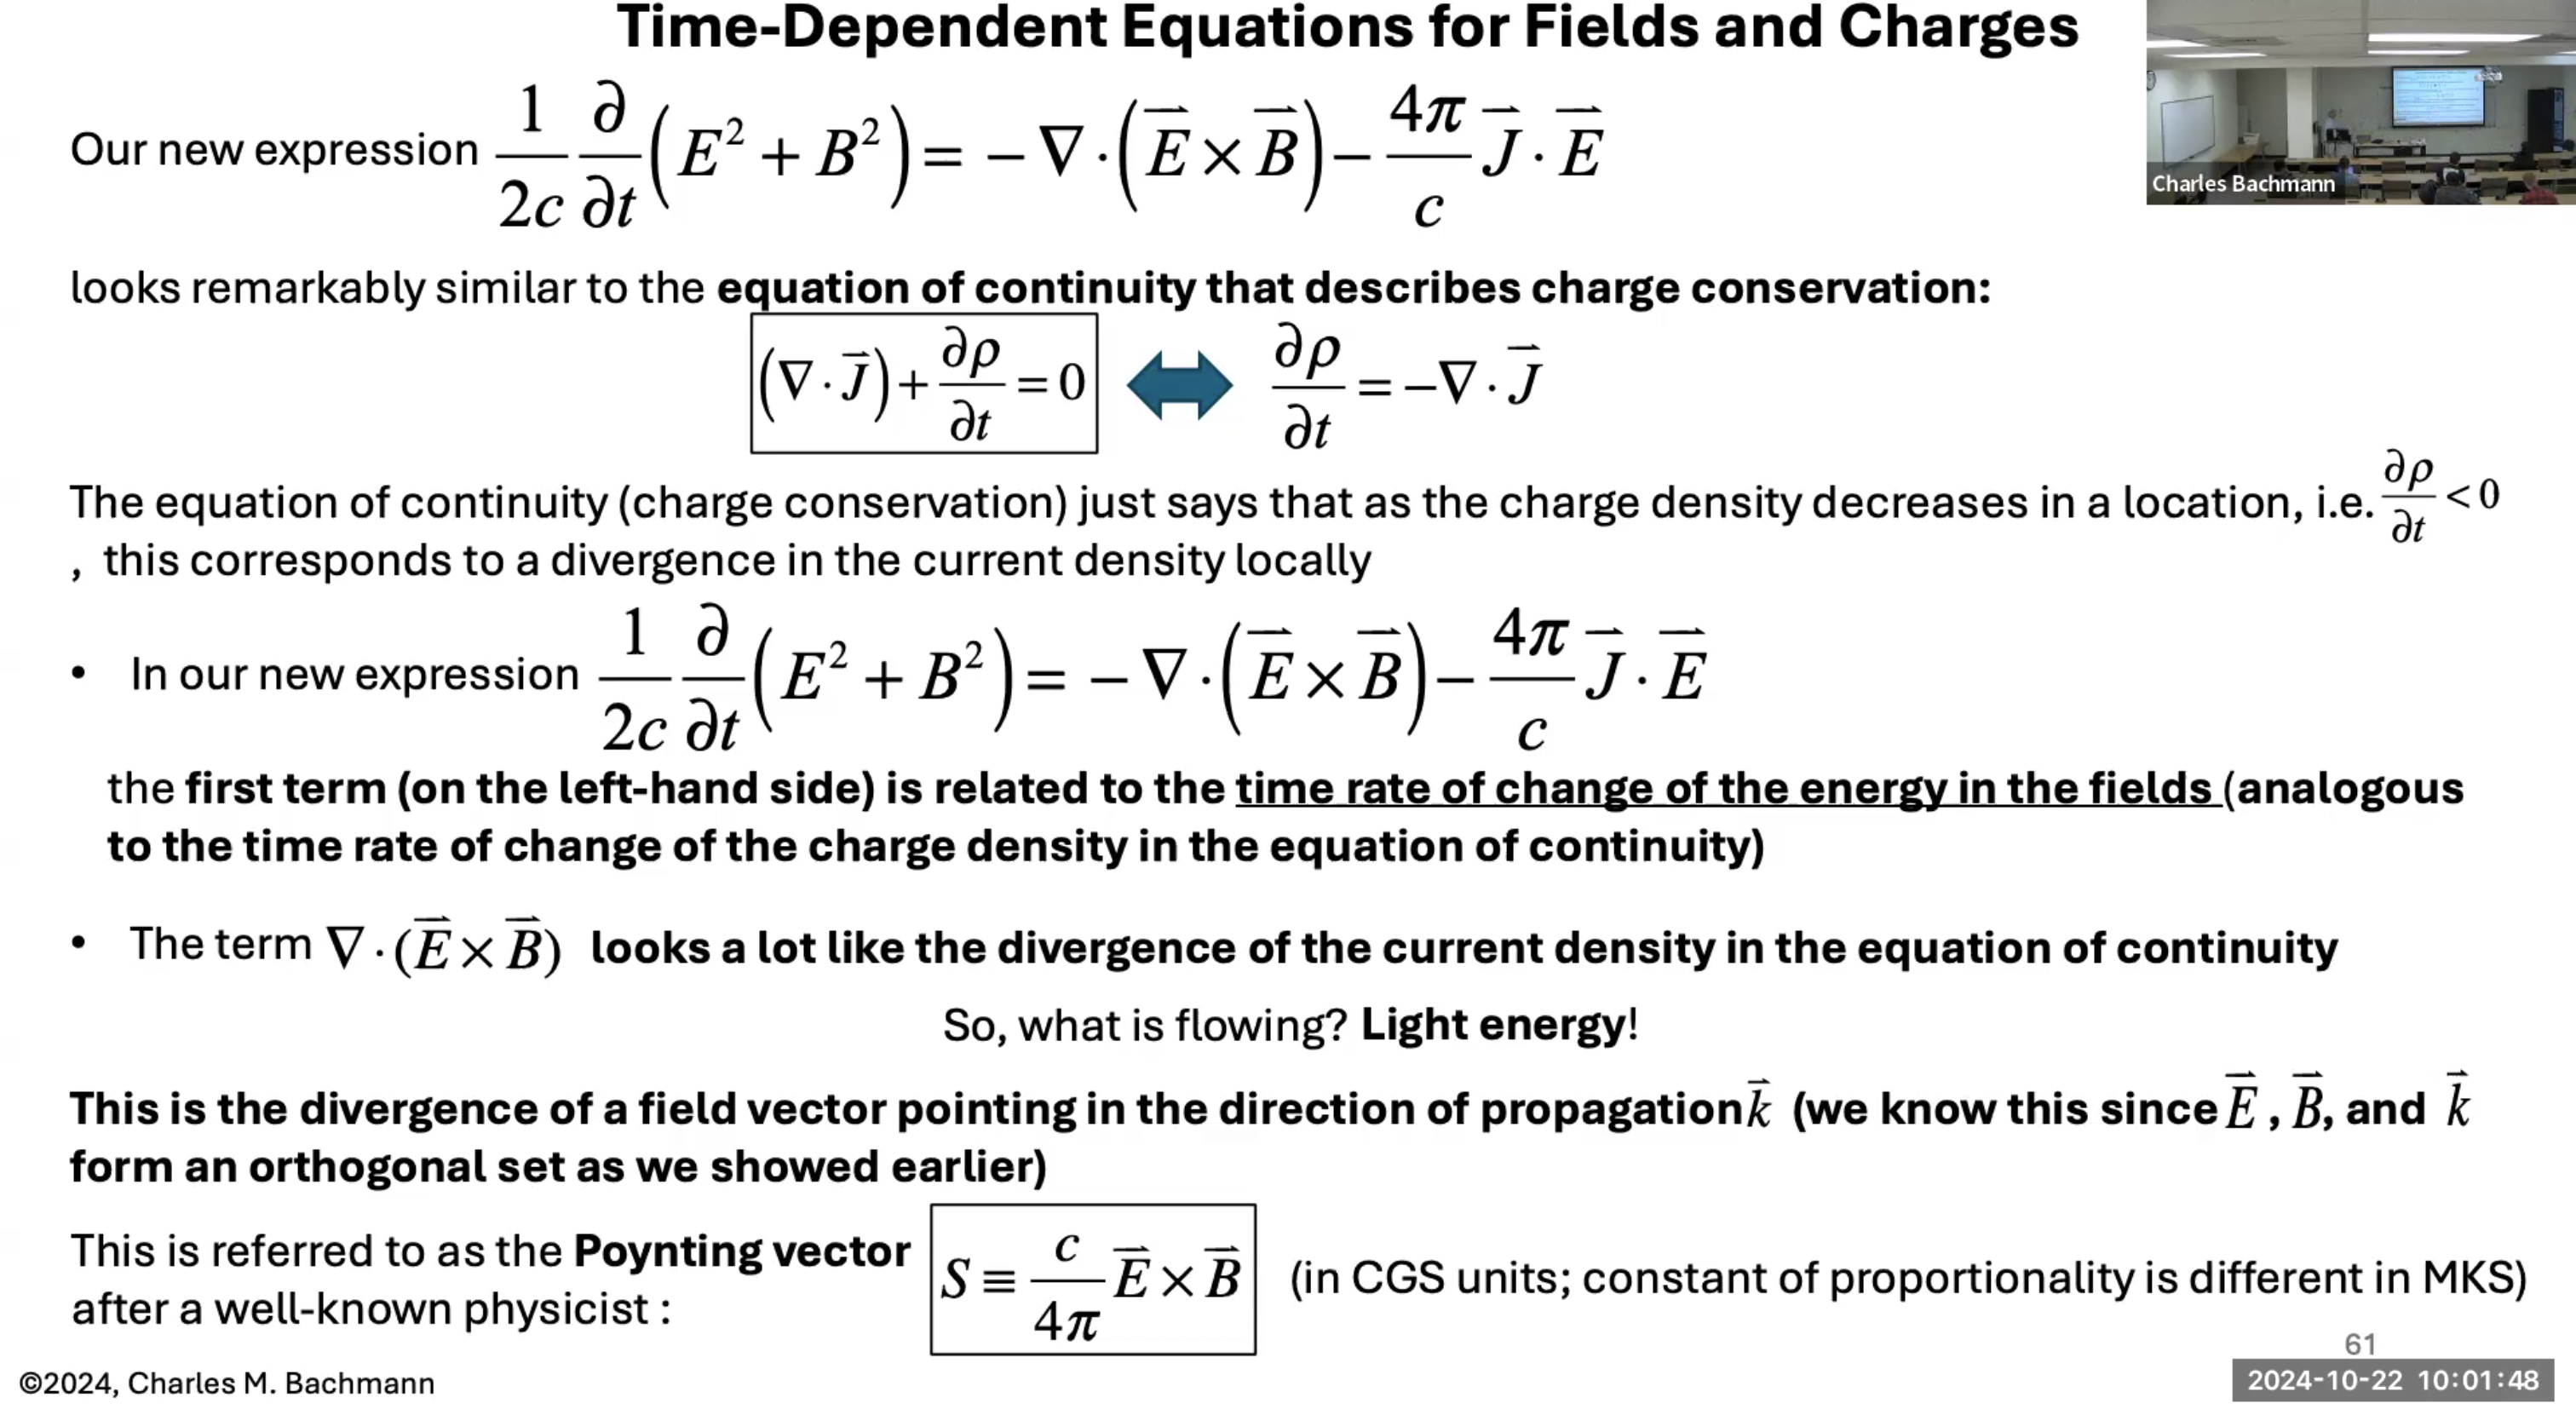 Time-Dependent Equations for Fields and Charges
Charles Bachmann
Our new expression $\frac{1}{2c}\frac{\partial}{\partial t}\left(E^2 + B^2\right) = -\nabla\cdot\left(\vec{E}\times\vec{B}\right) - \frac{4\pi}{c}\vec{J}\cdot\vec{E}$
looks remarkably similar to the equation of continuity that describes charge conservation:
$\left(\nabla\cdot\vec{J}\right) + \frac{\partial\rho}{\partial t} = 0$ ⟺ $\frac{\partial\rho}{\partial t} = -\nabla\cdot\vec{J}$
The equation of continuity (charge conservation) just says that as the charge density decreases in a location, i.e. $\frac{\partial\rho}{\partial t} < 0$
, this corresponds to a divergence in the current density locally
• In our new expression $\frac{1}{2c}\frac{\partial}{\partial t}\left(E^2 + B^2\right) = -\nabla\cdot\left(\vec{E}\times\vec{B}\right) - \frac{4\pi}{c}\vec{J}\cdot\vec{E}$
the first term (on the left-hand side) is related to the time rate of change of the energy in the fields (analogous
to the time rate of change of the charge density in the equation of continuity)
• The term $\nabla\cdot(\vec{E}\times\vec{B})$ looks a lot like the divergence of the current density in the equation of continuity
So, what is flowing? Light energy!
This is the divergence of a field vector pointing in the direction of propagation $\vec{k}$ (we know this since $\vec{E}$ , $\vec{B}$, and $\vec{k}$
form an orthogonal set as we showed earlier)
This is referred to as the Poynting vector
after a well-known physicist :
$S \equiv \frac{c}{4\pi}\vec{E}\times\vec{B}$ (in CGS units; constant of proportionality is different in MKS)
61
©2024, Charles M. Bachmann
2024-10-22 10:01:48